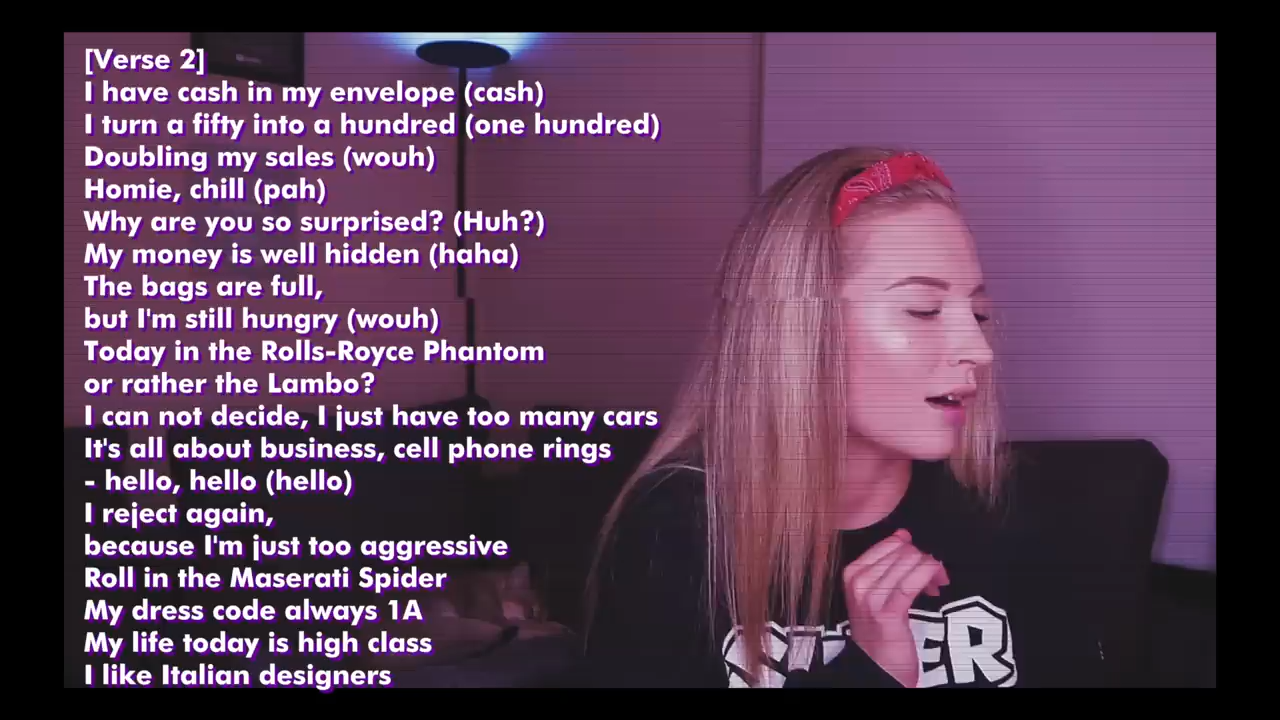 [Verse 2]
I have cash in my envelope (cash)
I turn a fifty into a hundred (one hundred)
Doubling my sales (wouh)
Homie, chill (pah)
Why are you so surprised? (Huh?)
My money is well hidden (haha)
The bags are full,
but I'm still hungry (wouh)
Today in the Rolls-Royce Phantom
or rather the Lambo?
I can not decide, I just have too many cars
It's all about business, cell phone rings
- hello, hello (hello)
I reject again,
because I'm just too aggressive
Roll in the Maserati Spider
My dress code always 1A
My life today is high class
I like Italian designers